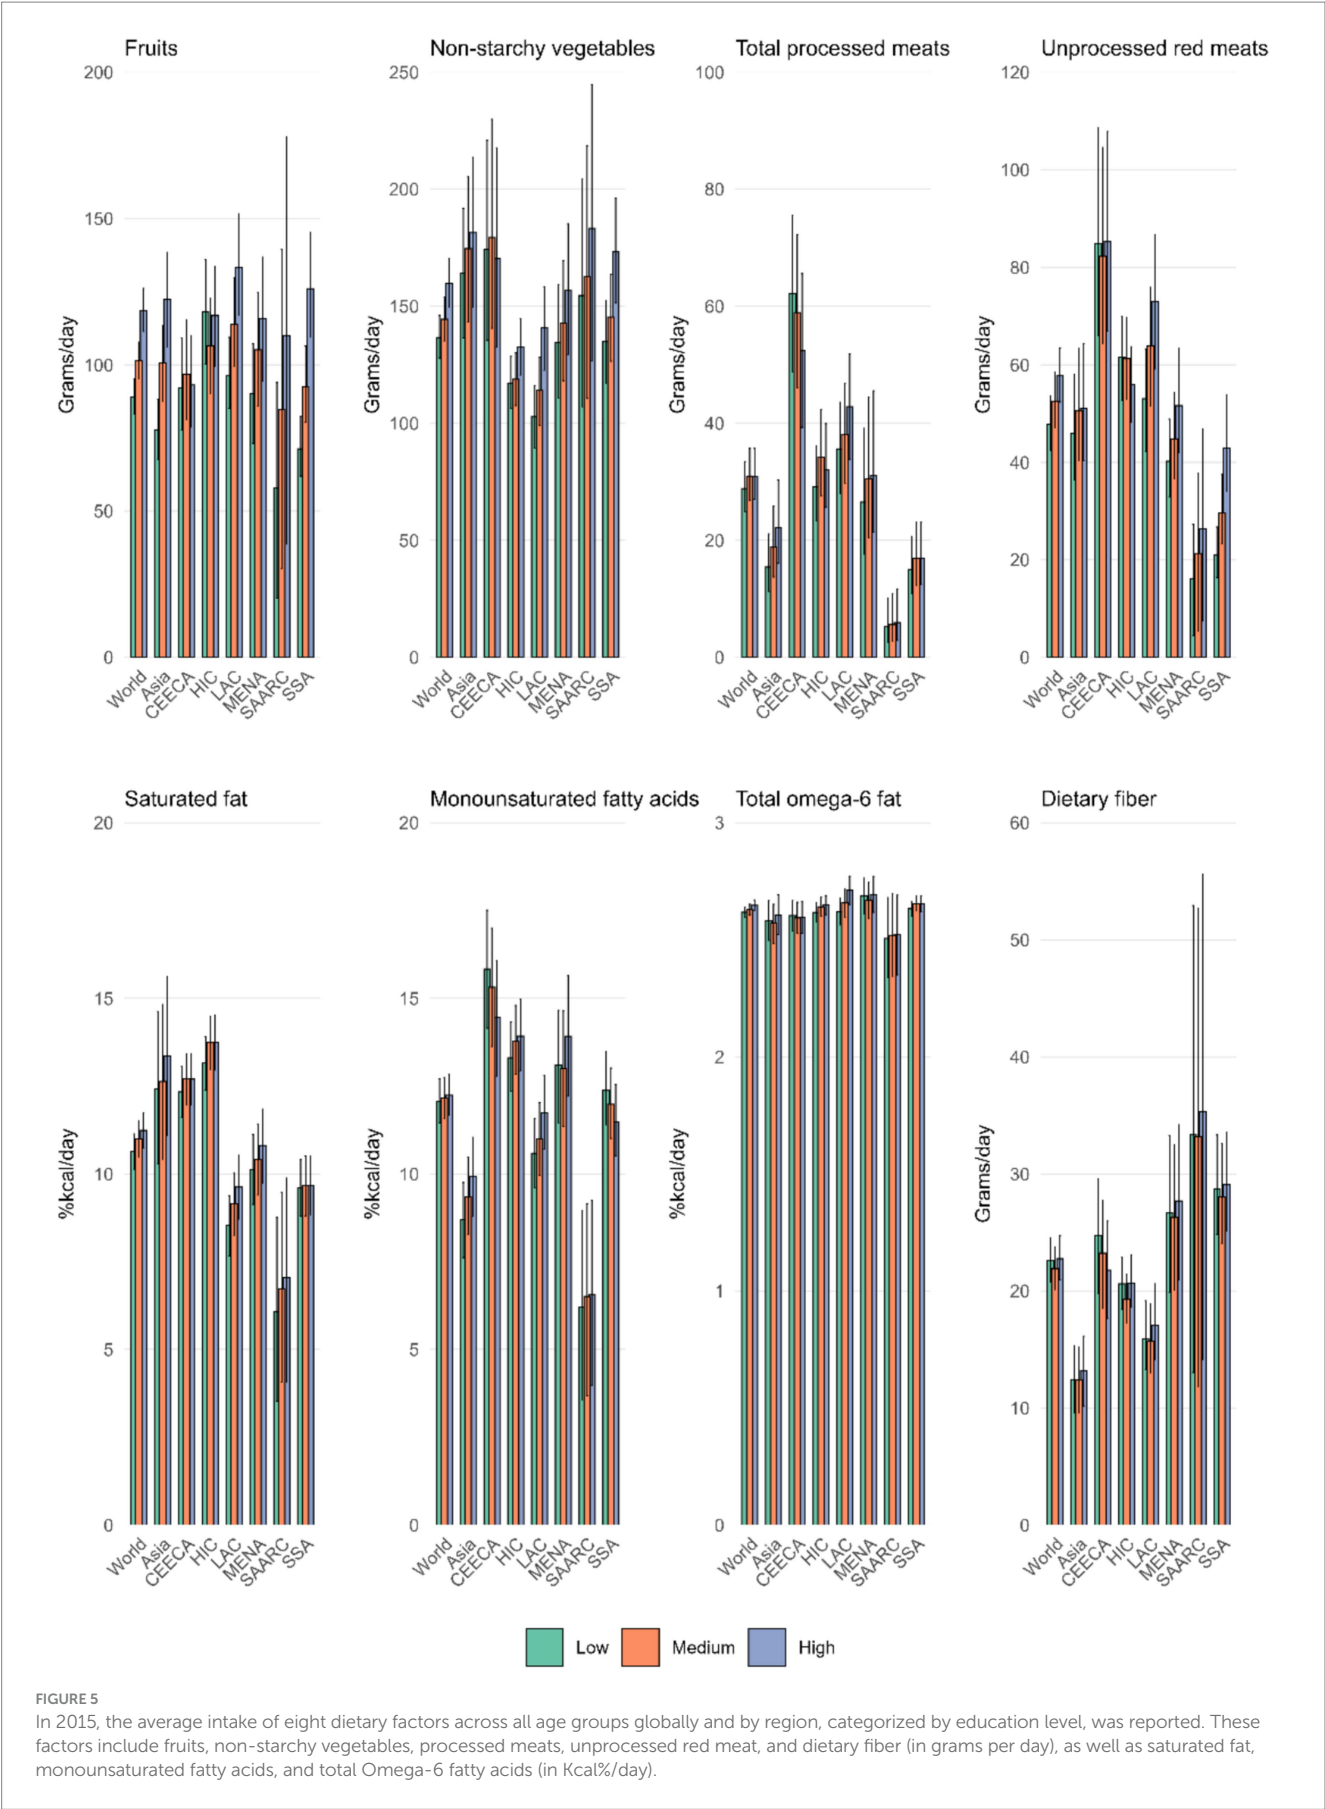 Fruits
Non-starchy vegetables
Total processed meats
Unprocessed red meats
200
150
100
50
0
Grams/day
World
Asia
CEECA
HIC
LAC
MENA
SAARC
SSA
250
200
150
100
50
0
Grams/day
World
Asia
CEECA
HIC
LAC
MENA
SAARC
SSA
100
80
60
40
20
0
Grams/day
World
Asia
CEECA
HIC
LAC
MENA
SAARC
SSA
120
100
80
60
40
20
0
Grams/day
World
Asia
CEECA
HIC
LAC
MENA
SAARC
SSA
Saturated fat
Monounsaturated fatty acids
Total omega-6 fat
Dietary fiber
20
15
10
5
0
%kcal/day
World
Asia
CEECA
HIC
LAC
MENA
SAARC
SSA
20
15
10
5
0
%kcal/day
World
Asia
CEECA
HIC
LAC
MENA
SAARC
SSA
3
2
1
0
%kcal/day
World
Asia
CEECA
HIC
LAC
MENA
SAARC
SSA
60
50
40
30
20
10
0
Grams/day
World
Asia
CEECA
HIC
LAC
MENA
SAARC
SSA
Low
Medium
High
FIGURE 5
In 2015, the average intake of eight dietary factors across all age groups globally and by region, categorized by education level, was reported. These
factors include fruits, non-starchy vegetables, processed meats, unprocessed red meat, and dietary fiber (in grams per day), as well as saturated fat,
monounsaturated fatty acids, and total Omega-6 fatty acids (in Kcal%/day).